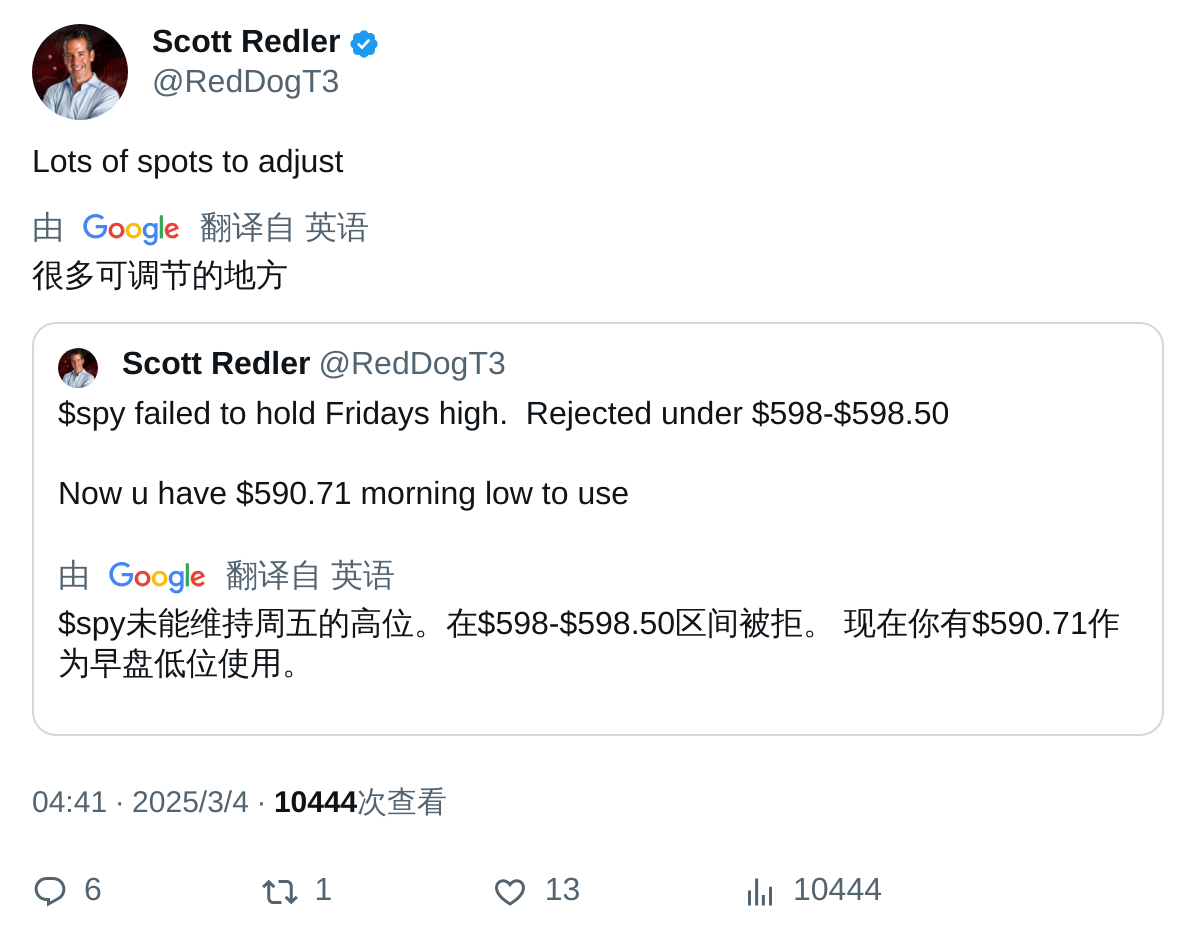 Scott Redler
@RedDogT3
Lots of spots to adjust
由 Google 翻译自 英语
很多可调节的地方
Scott Redler @RedDogT3
$spy failed to hold Fridays high.  Rejected under $598-$598.50
Now u have $590.71 morning low to use
由 Google 翻译自 英语
$spy未能维持周五的高位。在$598-$598.50区间被拒。 现在你有$590.71作
为早盘低位使用。
04:41 · 2025/3/4 · 10444次查看
6 1 13 10444